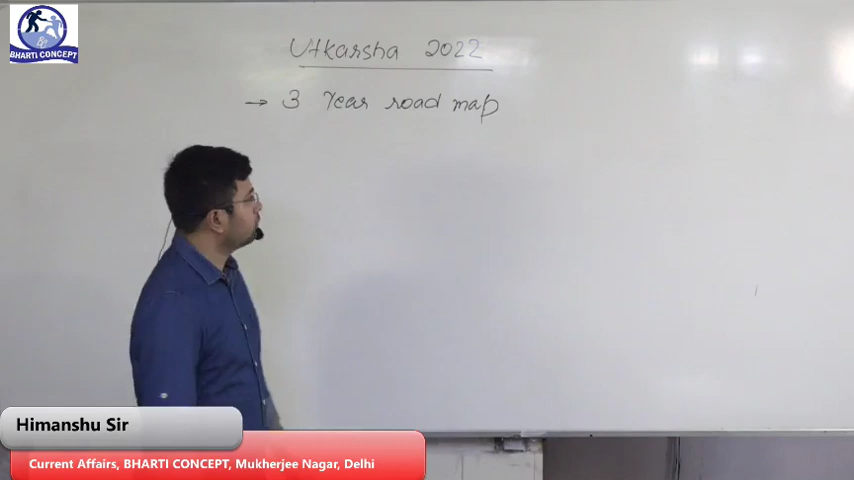 BHARTI CONCEPT
Utkarsha 2022
→ 3 Year road map
Himanshu Sir
Current Affairs, BHARTI CONCEPT, Mukherjee Nagar, Delhi